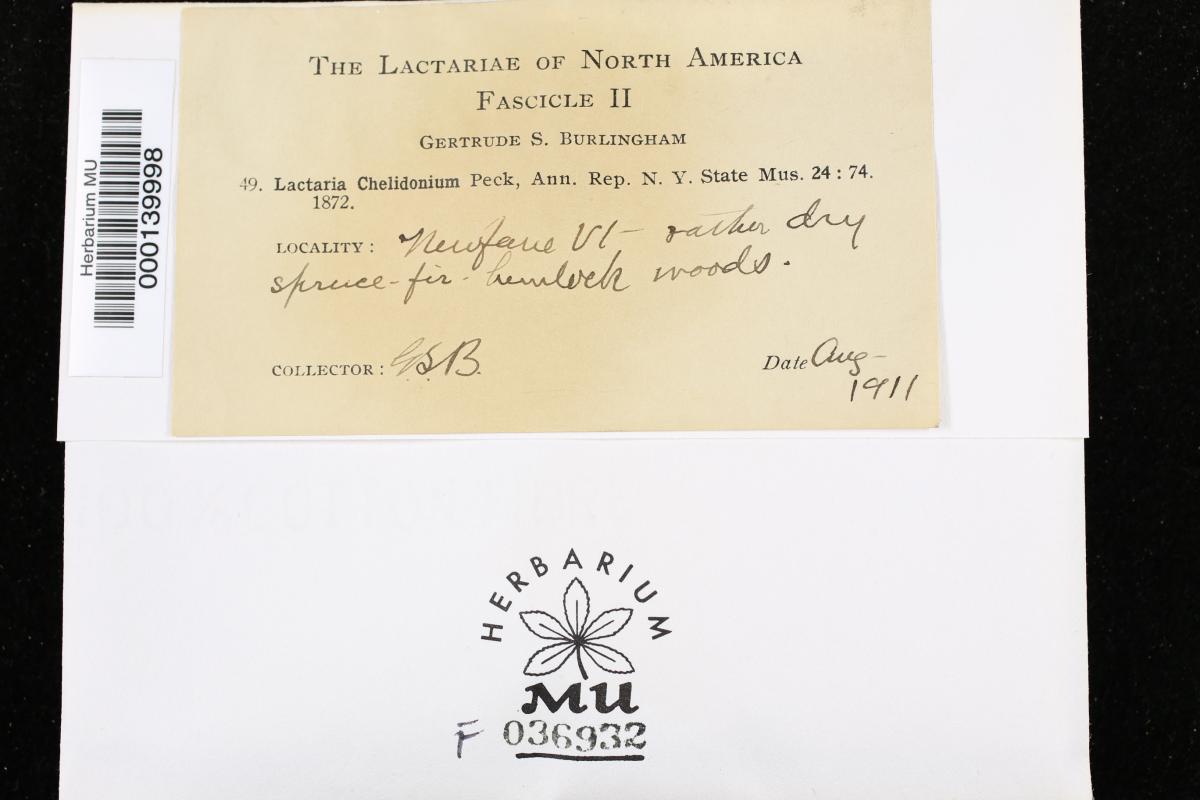 THE LACTARIAE OF NORTH AMERICA
FASCICLE II
GERTRUDE S. BURLINGHAM
49. Lactaria Chelidonium Peck, Ann. Rep. N. Y. State Mus. 24 : 74.
1872.
LOCALITY : Newfane Vt - rather dry
spruce-fir-hemlock woods.
COLLECTOR : G.S.B.
Date Aug-
1911
Herbarium MU
000139998
HERBARIUM
MU
F 036932